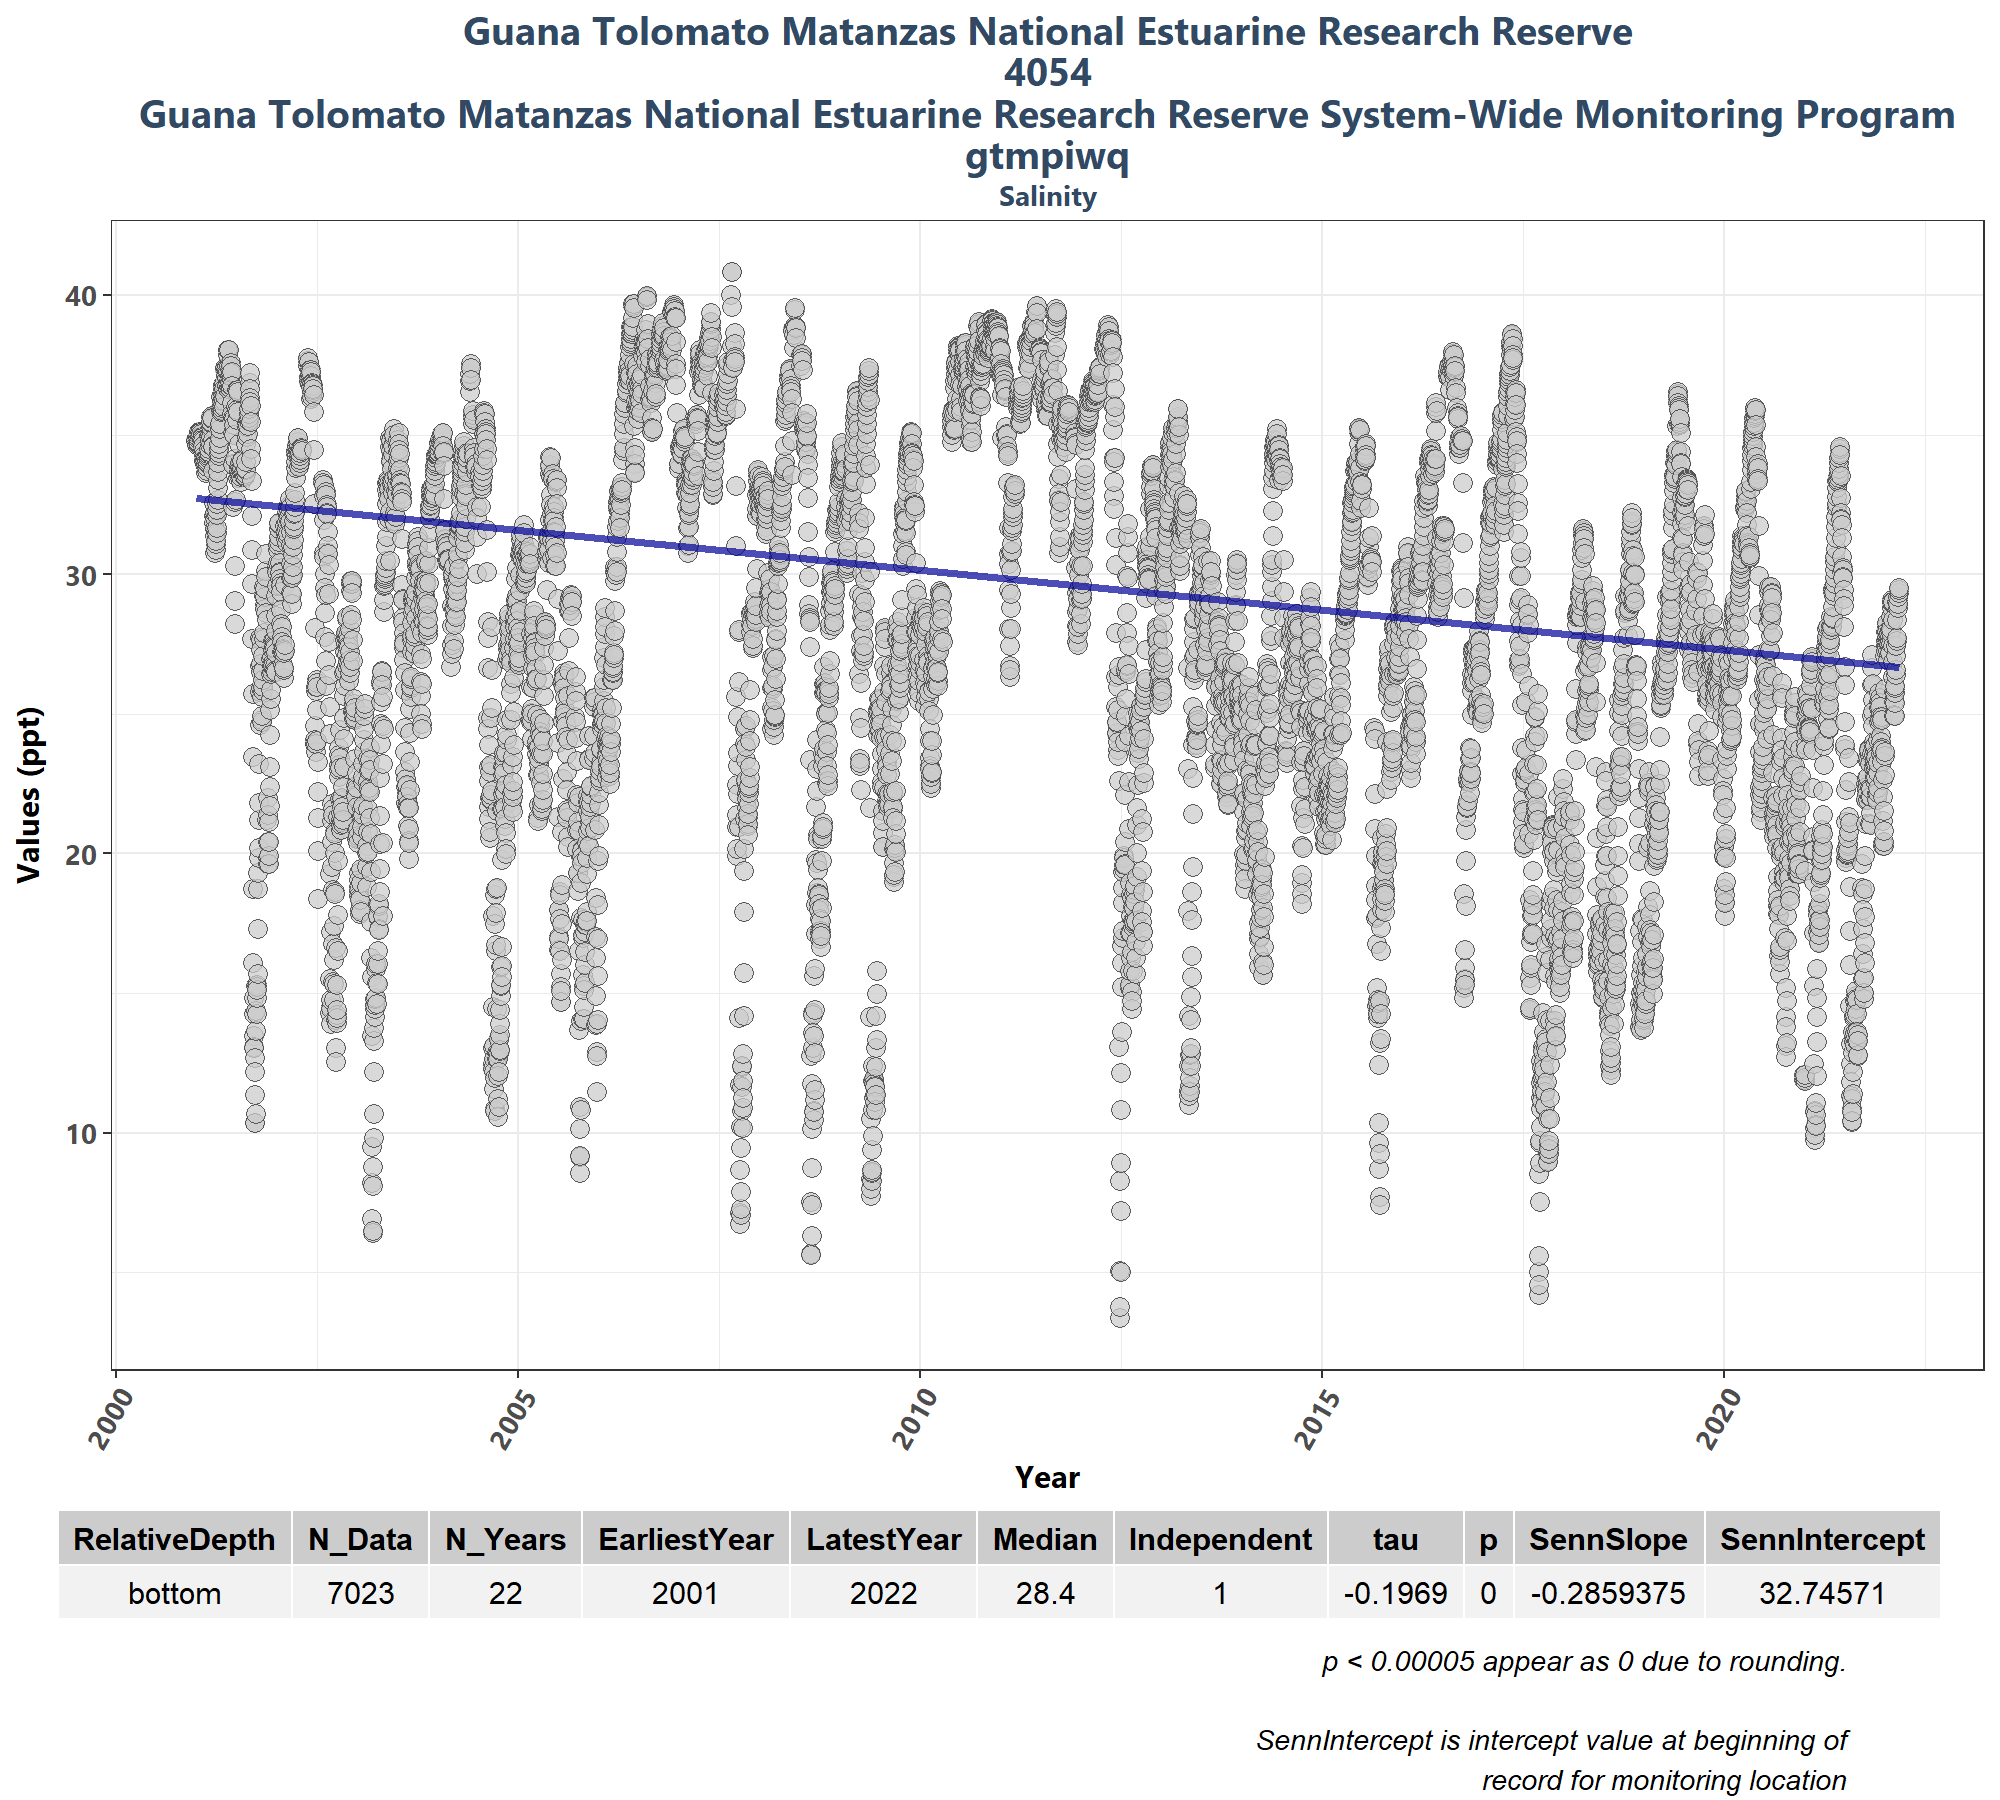 Guana Tolomato Matanzas National Estuarine Research Reserve
4054
Guana Tolomato Matanzas National Estuarine Research Reserve System-Wide Monitoring Program
gtmpiwq
Salinity
Values (ppt)
40
30
20
10
2000 2005 2010 2015 2020
Year
RelativeDepth N_Data N_Years EarliestYear LatestYear Median Independent tau p SennSlope SennIntercept
bottom 7023 22 2001 2022 28.4 1 -0.1969 0 -0.2859375 32.74571
p < 0.00005 appear as 0 due to rounding.
SennIntercept is intercept value at beginning of
record for monitoring location